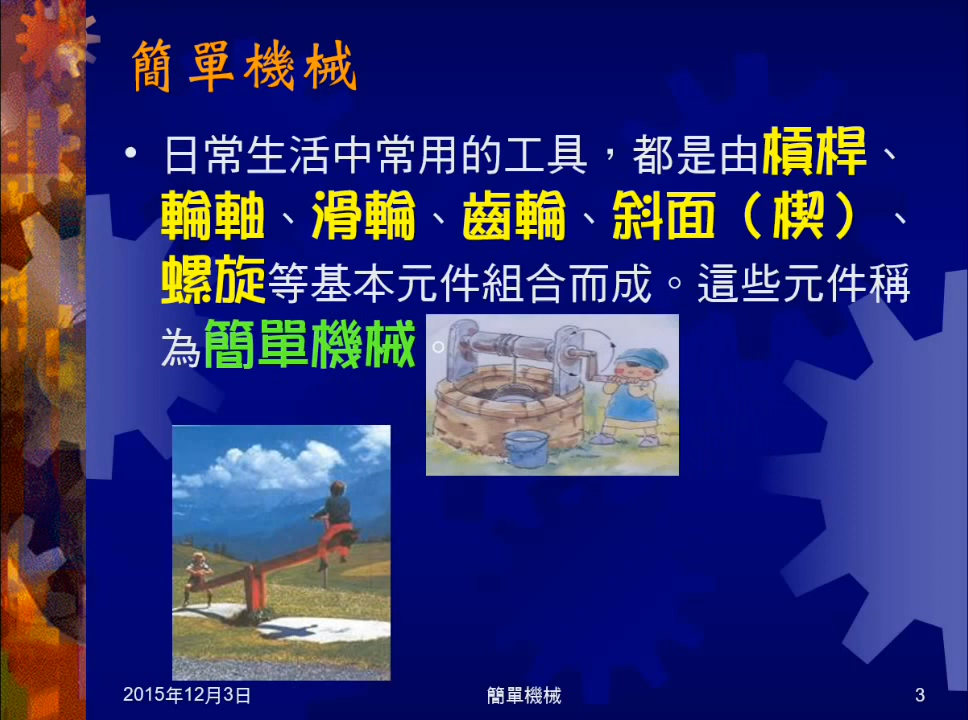 簡單機械
• 日常生活中常用的工具，都是由槓桿、
輪軸、滑輪、齒輪、斜面（楔）、
螺旋等基本元件組合而成。這些元件稱
為簡單機械。
2015年12月3日
簡單機械
3